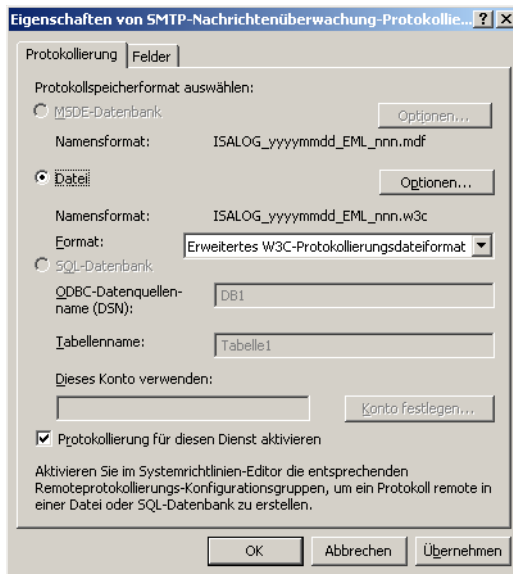 Eigenschaften von SMTP-Nachrichtenüberwachung-Protokollie...
Protokollierung
Felder
Protokollspeicherformat auswählen:
MSDE-Datenbank
Optionen...
Namensformat: ISALOG_yyyymmdd_EML_nnn.mdf
Datei
Optionen...
Namensformat: ISALOG_yyyymmdd_EML_nnn.w3c
Format: Erweitertes W3C-Protokollierungsdateiformat
SQL-Datenbank
ODBC-Datenquellen-
name (DSN):
DB1
Tabellenname: Tabelle1
Dieses Konto verwenden:
Konto festlegen...
Protokollierung für diesen Dienst aktivieren
Aktivieren Sie im Systemrichtlinien-Editor die entsprechenden
Remoteprotokollierungs-Konfigurationsgruppen, um ein Protokoll remote in
einer Datei oder SQL-Datenbank zu erstellen.
OK Abbrechen Übernehmen